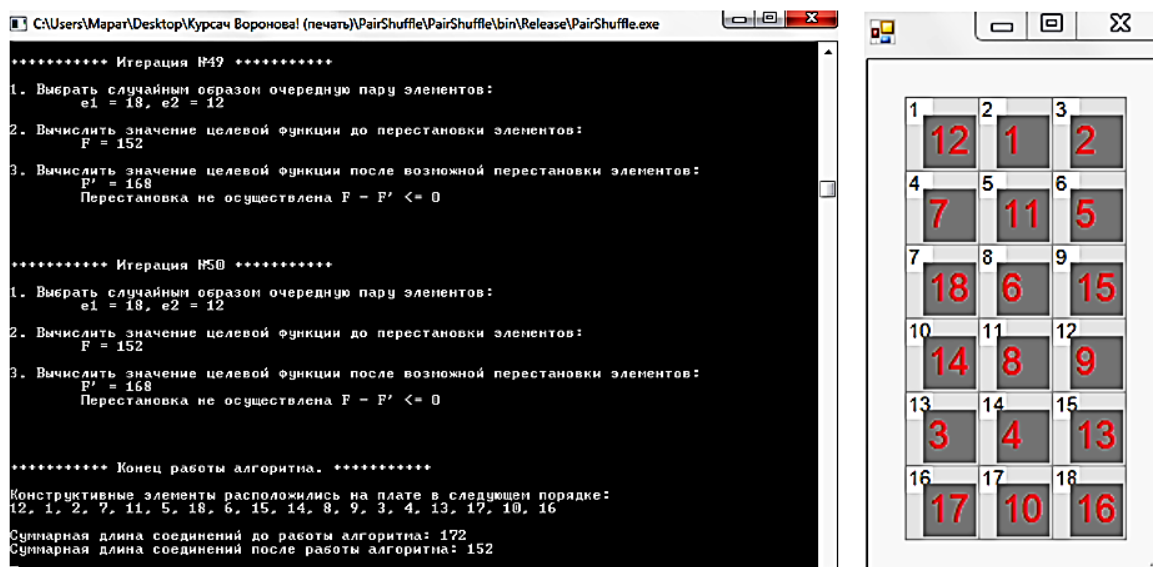 C:\Users\Марат\Desktop\Курсач Воронова! (печать)\PairShuffle\PairShuffle\bin\Release\PairShuffle.exe
*********** Итерация №49 ***********
1. Выбрать случайным образом очередную пару элементов:
e1 = 18, e2 = 12
2. Вычислить значение целевой функции до перестановки элементов:
F = 152
3. Вычислить значение целевой функции после возможной перестановки элементов:
F' = 168
Перестановка не осуществлена F - F' <= 0
*********** Итерация №50 ***********
1. Выбрать случайным образом очередную пару элементов:
e1 = 18, e2 = 12
2. Вычислить значение целевой функции до перестановки элементов:
F = 152
3. Вычислить значение целевой функции после возможной перестановки элементов:
F' = 168
Перестановка не осуществлена F - F' <= 0
*********** Конец работы алгоритма. ***********
Конструктивные элементы расположились на плате в следующем порядке:
12, 1, 2, 7, 11, 5, 18, 6, 15, 14, 8, 9, 3, 4, 13, 17, 10, 16
Суммарная длина соединений до работы алгоритма: 172
Суммарная длина соединений после работы алгоритма: 152
1 2 3
12 1 2
4 5 6
7 11 5
7 8 9
18 6 15
10 11 12
14 8 9
13 14 15
3 4 13
16 17 18
17 10 16